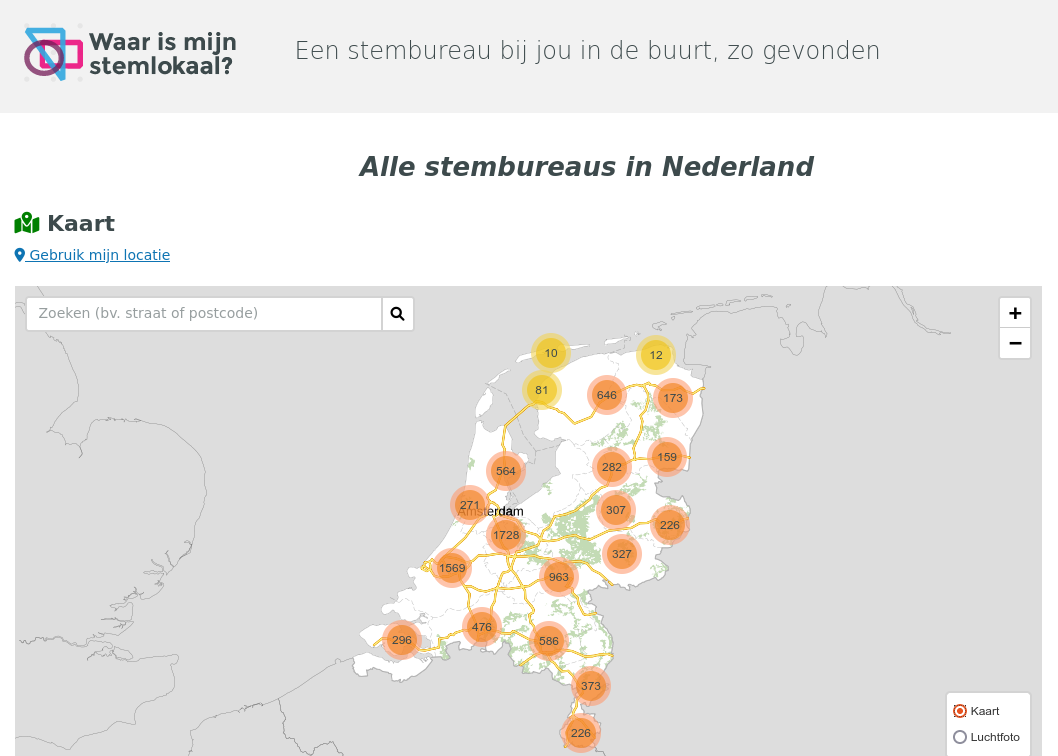 Waar is mijn
stemlokaal?
Een stembureau bij jou in de buurt, zo gevonden
Alle stembureaus in Nederland
Kaart
Gebruik mijn locatie
Zoeken (bv. straat of postcode)
+
−
10
12
81
646
173
564
282
159
271
Amsterdam
307
226
1728
327
1569
963
476
296
586
373
226
Kaart
Luchtfoto